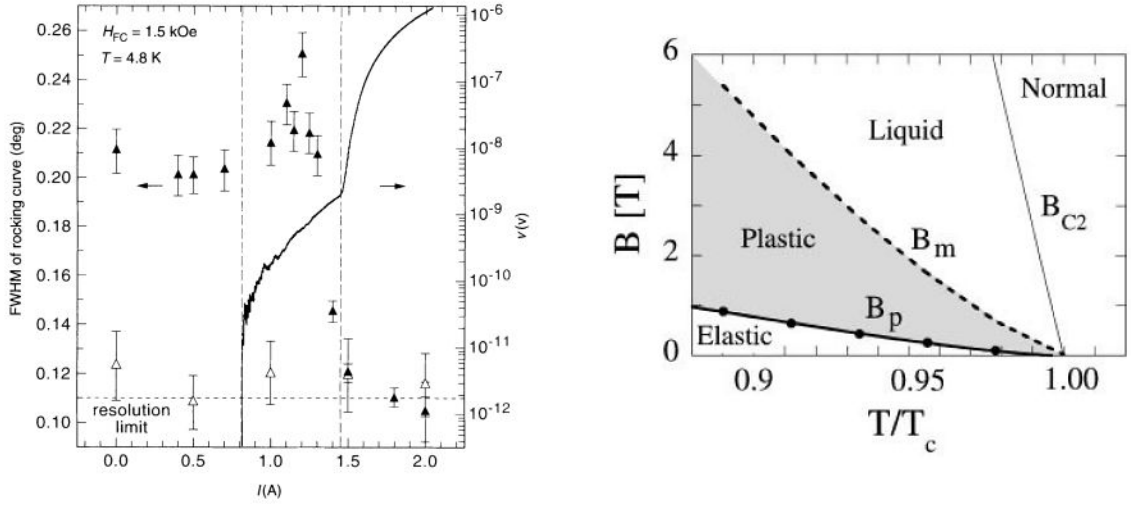 H_FC = 1.5 kOe
T = 4.8 K
FWHM of rocking curve (deg)
0.26
0.24
0.22
0.20
0.18
0.16
0.14
0.12
0.10
resolution
limit
0.0
0.5
1.0
1.5
2.0
I(A)
10^-6
10^-7
10^-8
10^-9
10^-10
10^-11
10^-12
v(v)
B [T]
6
4
2
0
Normal
Liquid
B_C2
Plastic
B_m
B_p
Elastic
0.9
0.95
1.00
T/T_c